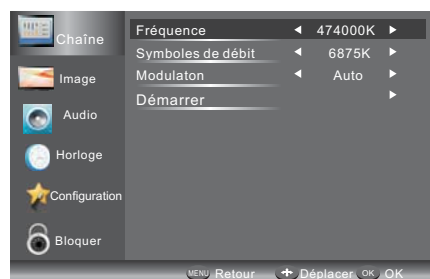 Chaîne
Image
Audio
Horloge
Configuration
Bloquer
Fréquence 474000K
Symboles de débit 6875K
Modulaton Auto
Démarrer
MENU Retour Déplacer OK OK